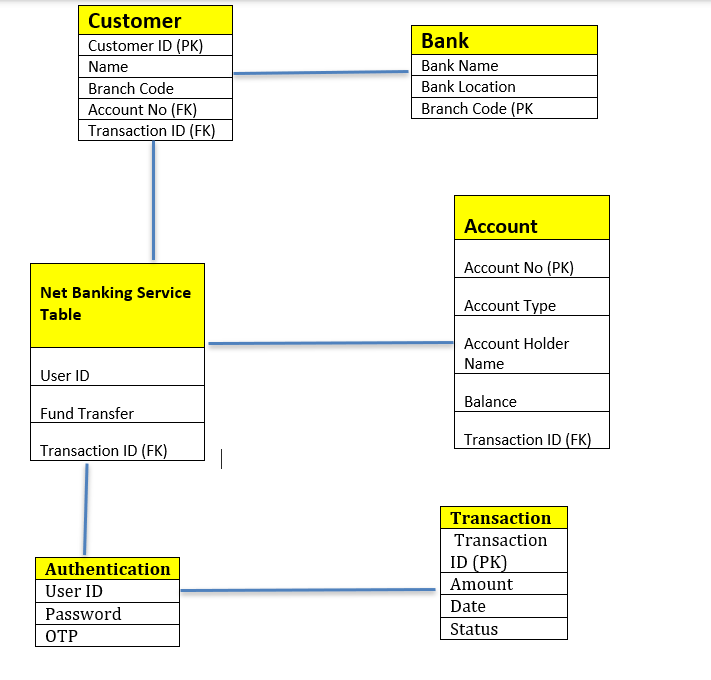 Customer
Customer ID (PK)
Name
Branch Code
Account No (FK)
Transaction ID (FK)
Bank
Bank Name
Bank Location
Branch Code (PK
Net Banking Service
Table
User ID
Fund Transfer
Transaction ID (FK)
Account
Account No (PK)
Account Type
Account Holder
Name
Balance
Transaction ID (FK)
Authentication
User ID
Password
OTP
Transaction
Transaction
ID (PK)
Amount
Date
Status